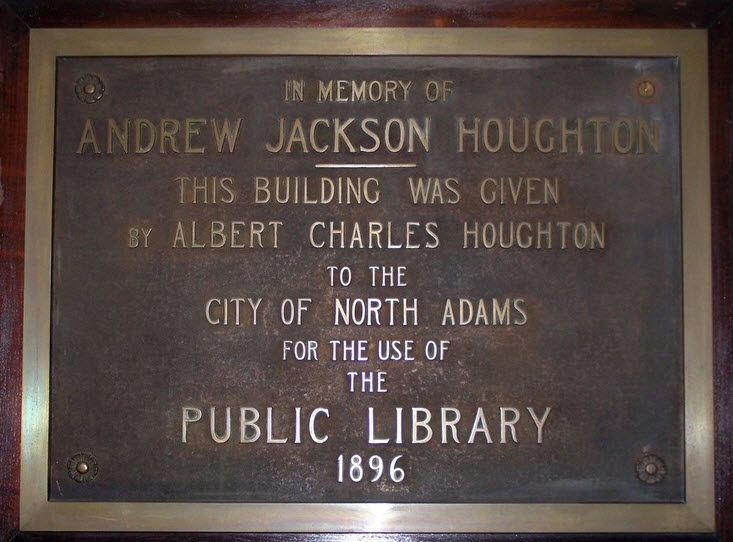 IN MEMORY OF
ANDREW JACKSON HOUGHTON
THIS BUILDING WAS GIVEN
BY ALBERT CHARLES HOUGHTON
TO THE
CITY OF NORTH ADAMS
FOR THE USE OF
THE
PUBLIC LIBRARY
1896